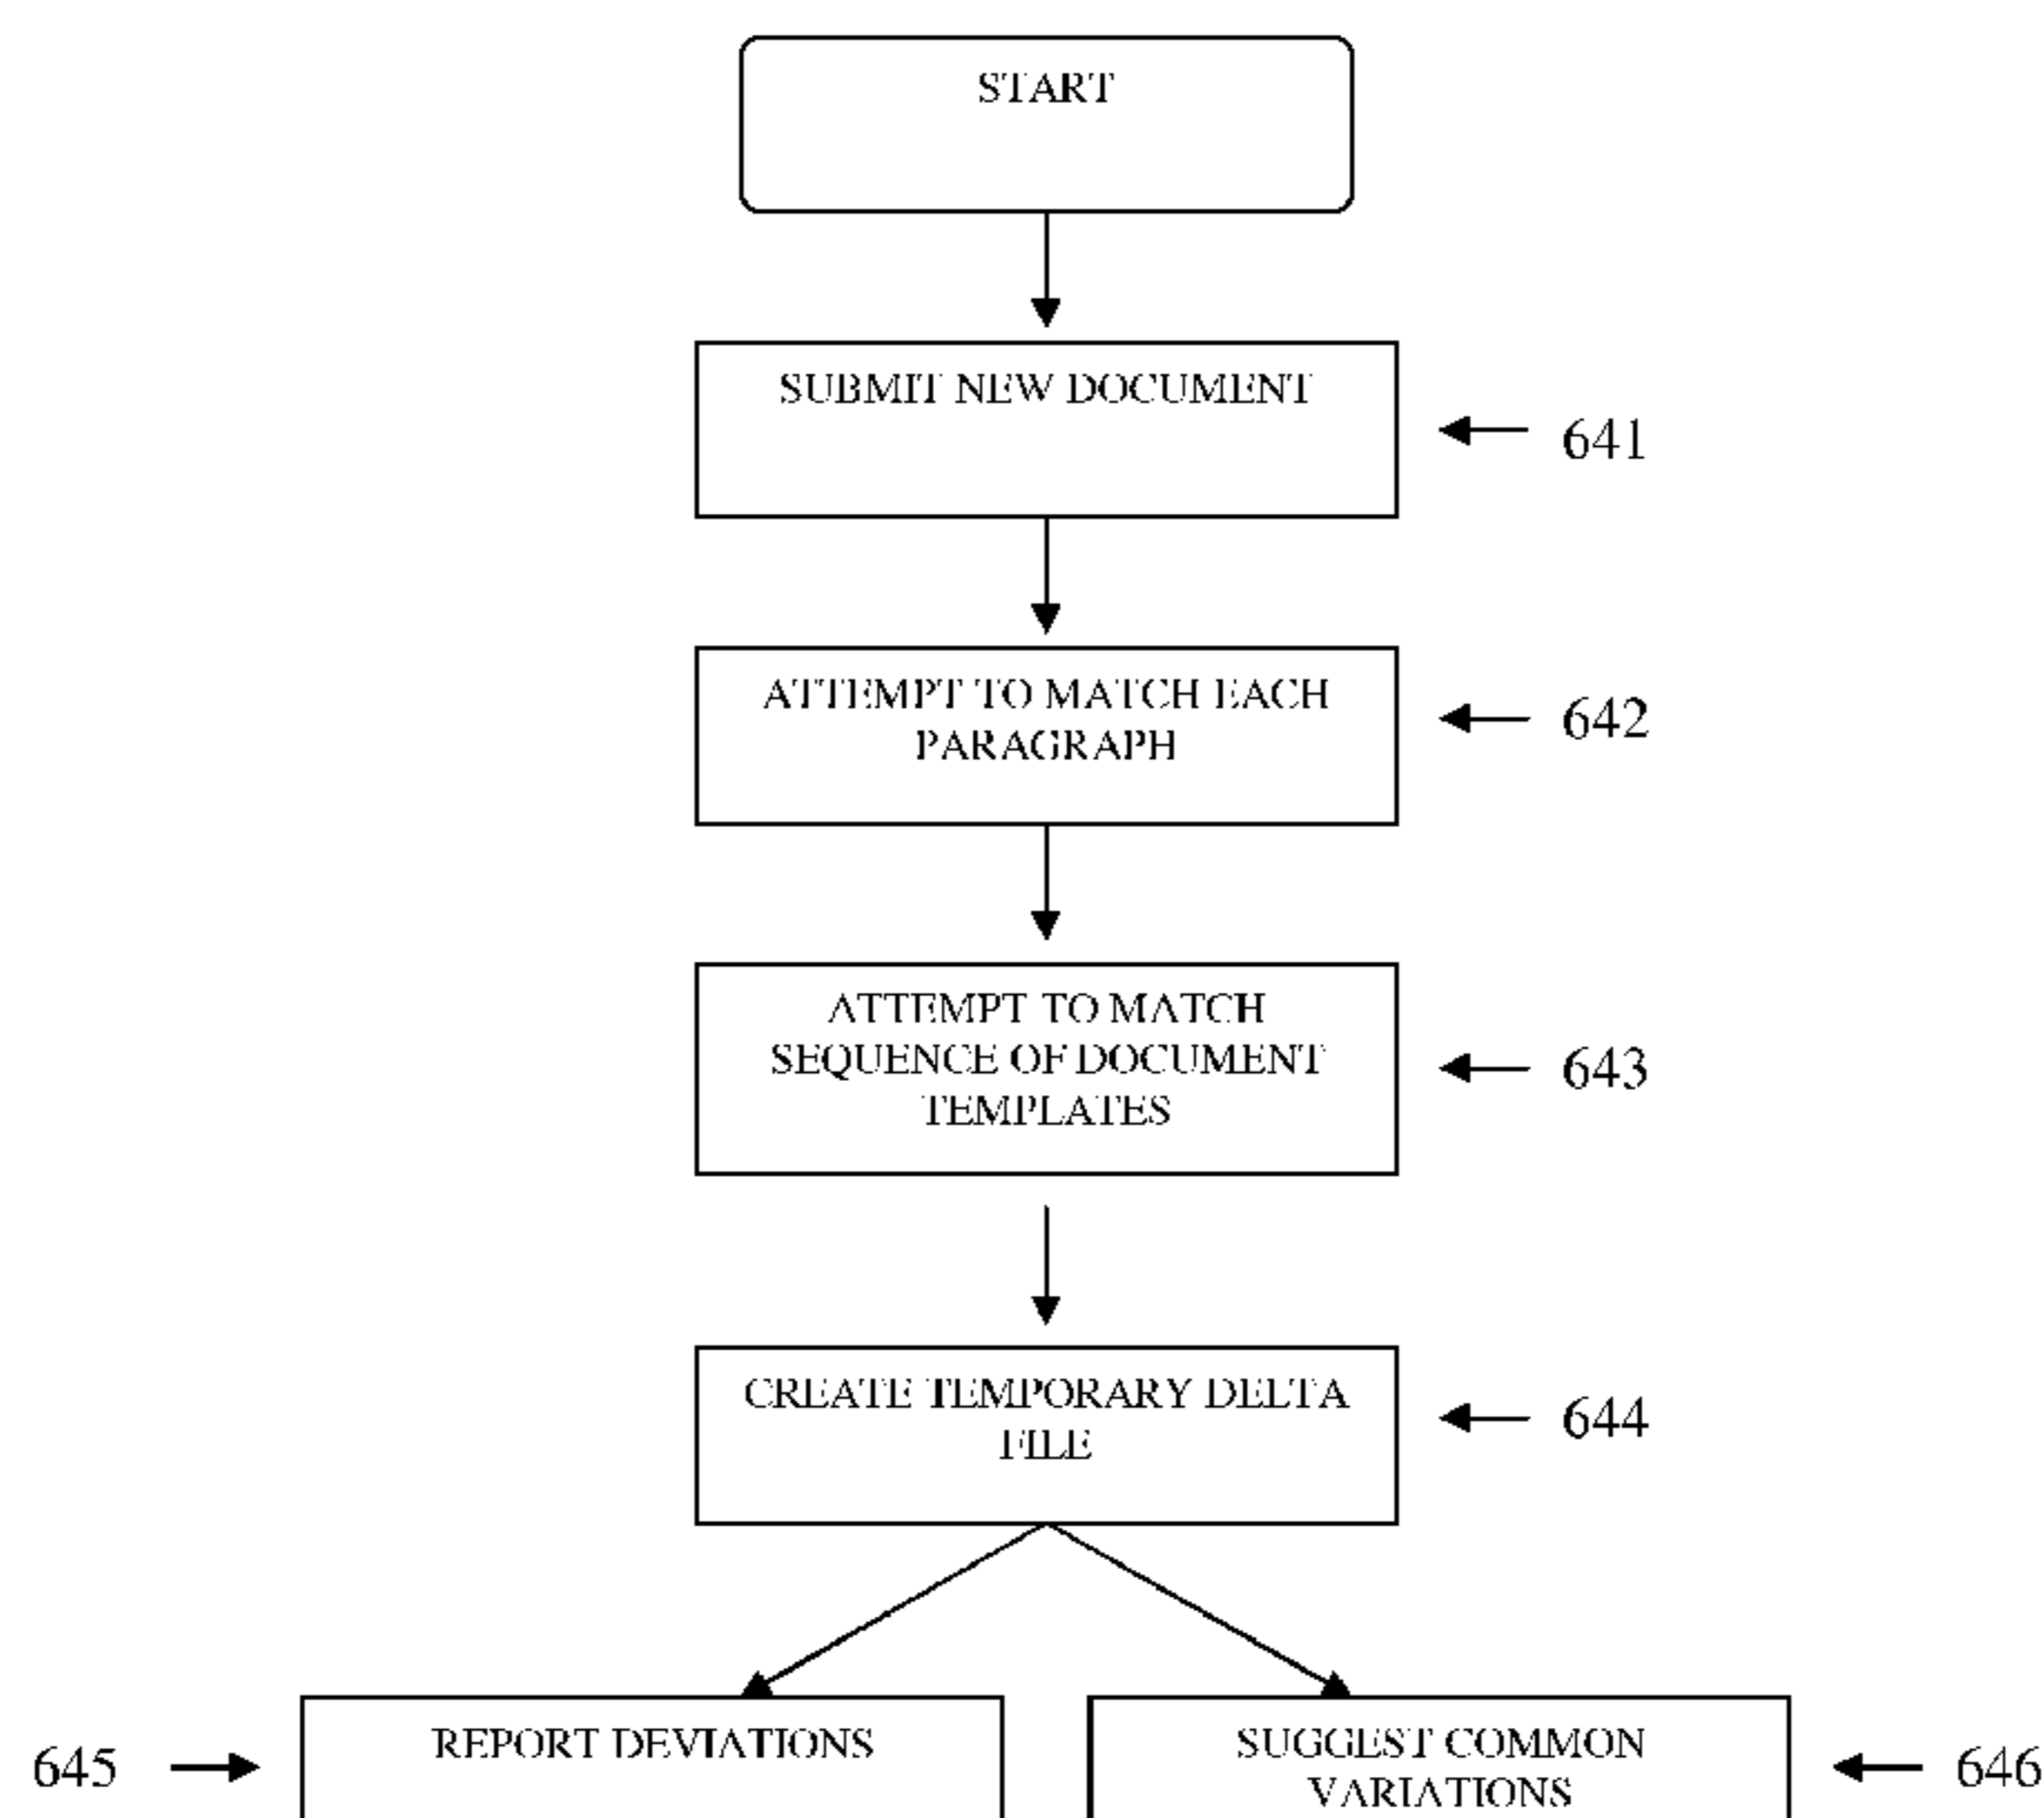 START
SUBMIT NEW DOCUMENT
641
ATTEMPT TO MATCH EACH
PARAGRAPH
642
ATTEMPT TO MATCH
SEQUENCE OF DOCUMENT
TEMPLATES
643
CREATE TEMPORARY DELTA
FILE
644
645
REPORT DEVIATIONS
SUGGEST COMMON
VARIATIONS
646